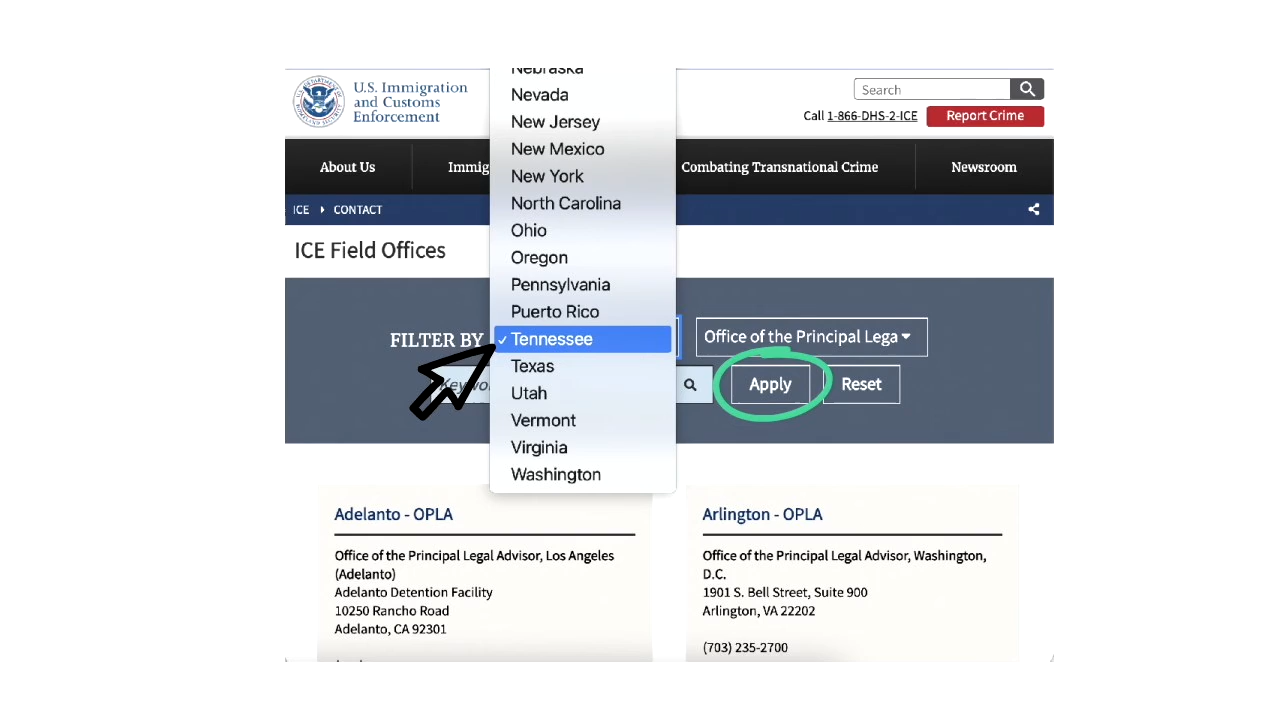 U.S. Immigration
and Customs
Enforcement
Search
Call 1-866-DHS-2-ICE
Report Crime
About Us
Immig
Combating Transnational Crime
Newsroom
ICE
CONTACT
ICE Field Offices
FILTER BY
Nebraska
Nevada
New Jersey
New Mexico
New York
North Carolina
Ohio
Oregon
Pennsylvania
Puerto Rico
✓ Tennessee
Texas
Utah
Vermont
Virginia
Washington
Office of the Principal Lega
Apply
Reset
Adelanto - OPLA
Office of the Principal Legal Advisor, Los Angeles
(Adelanto)
Adelanto Detention Facility
10250 Rancho Road
Adelanto, CA 92301
Arlington - OPLA
Office of the Principal Legal Advisor, Washington,
D.C.
1901 S. Bell Street, Suite 900
Arlington, VA 22202
(703) 235-2700